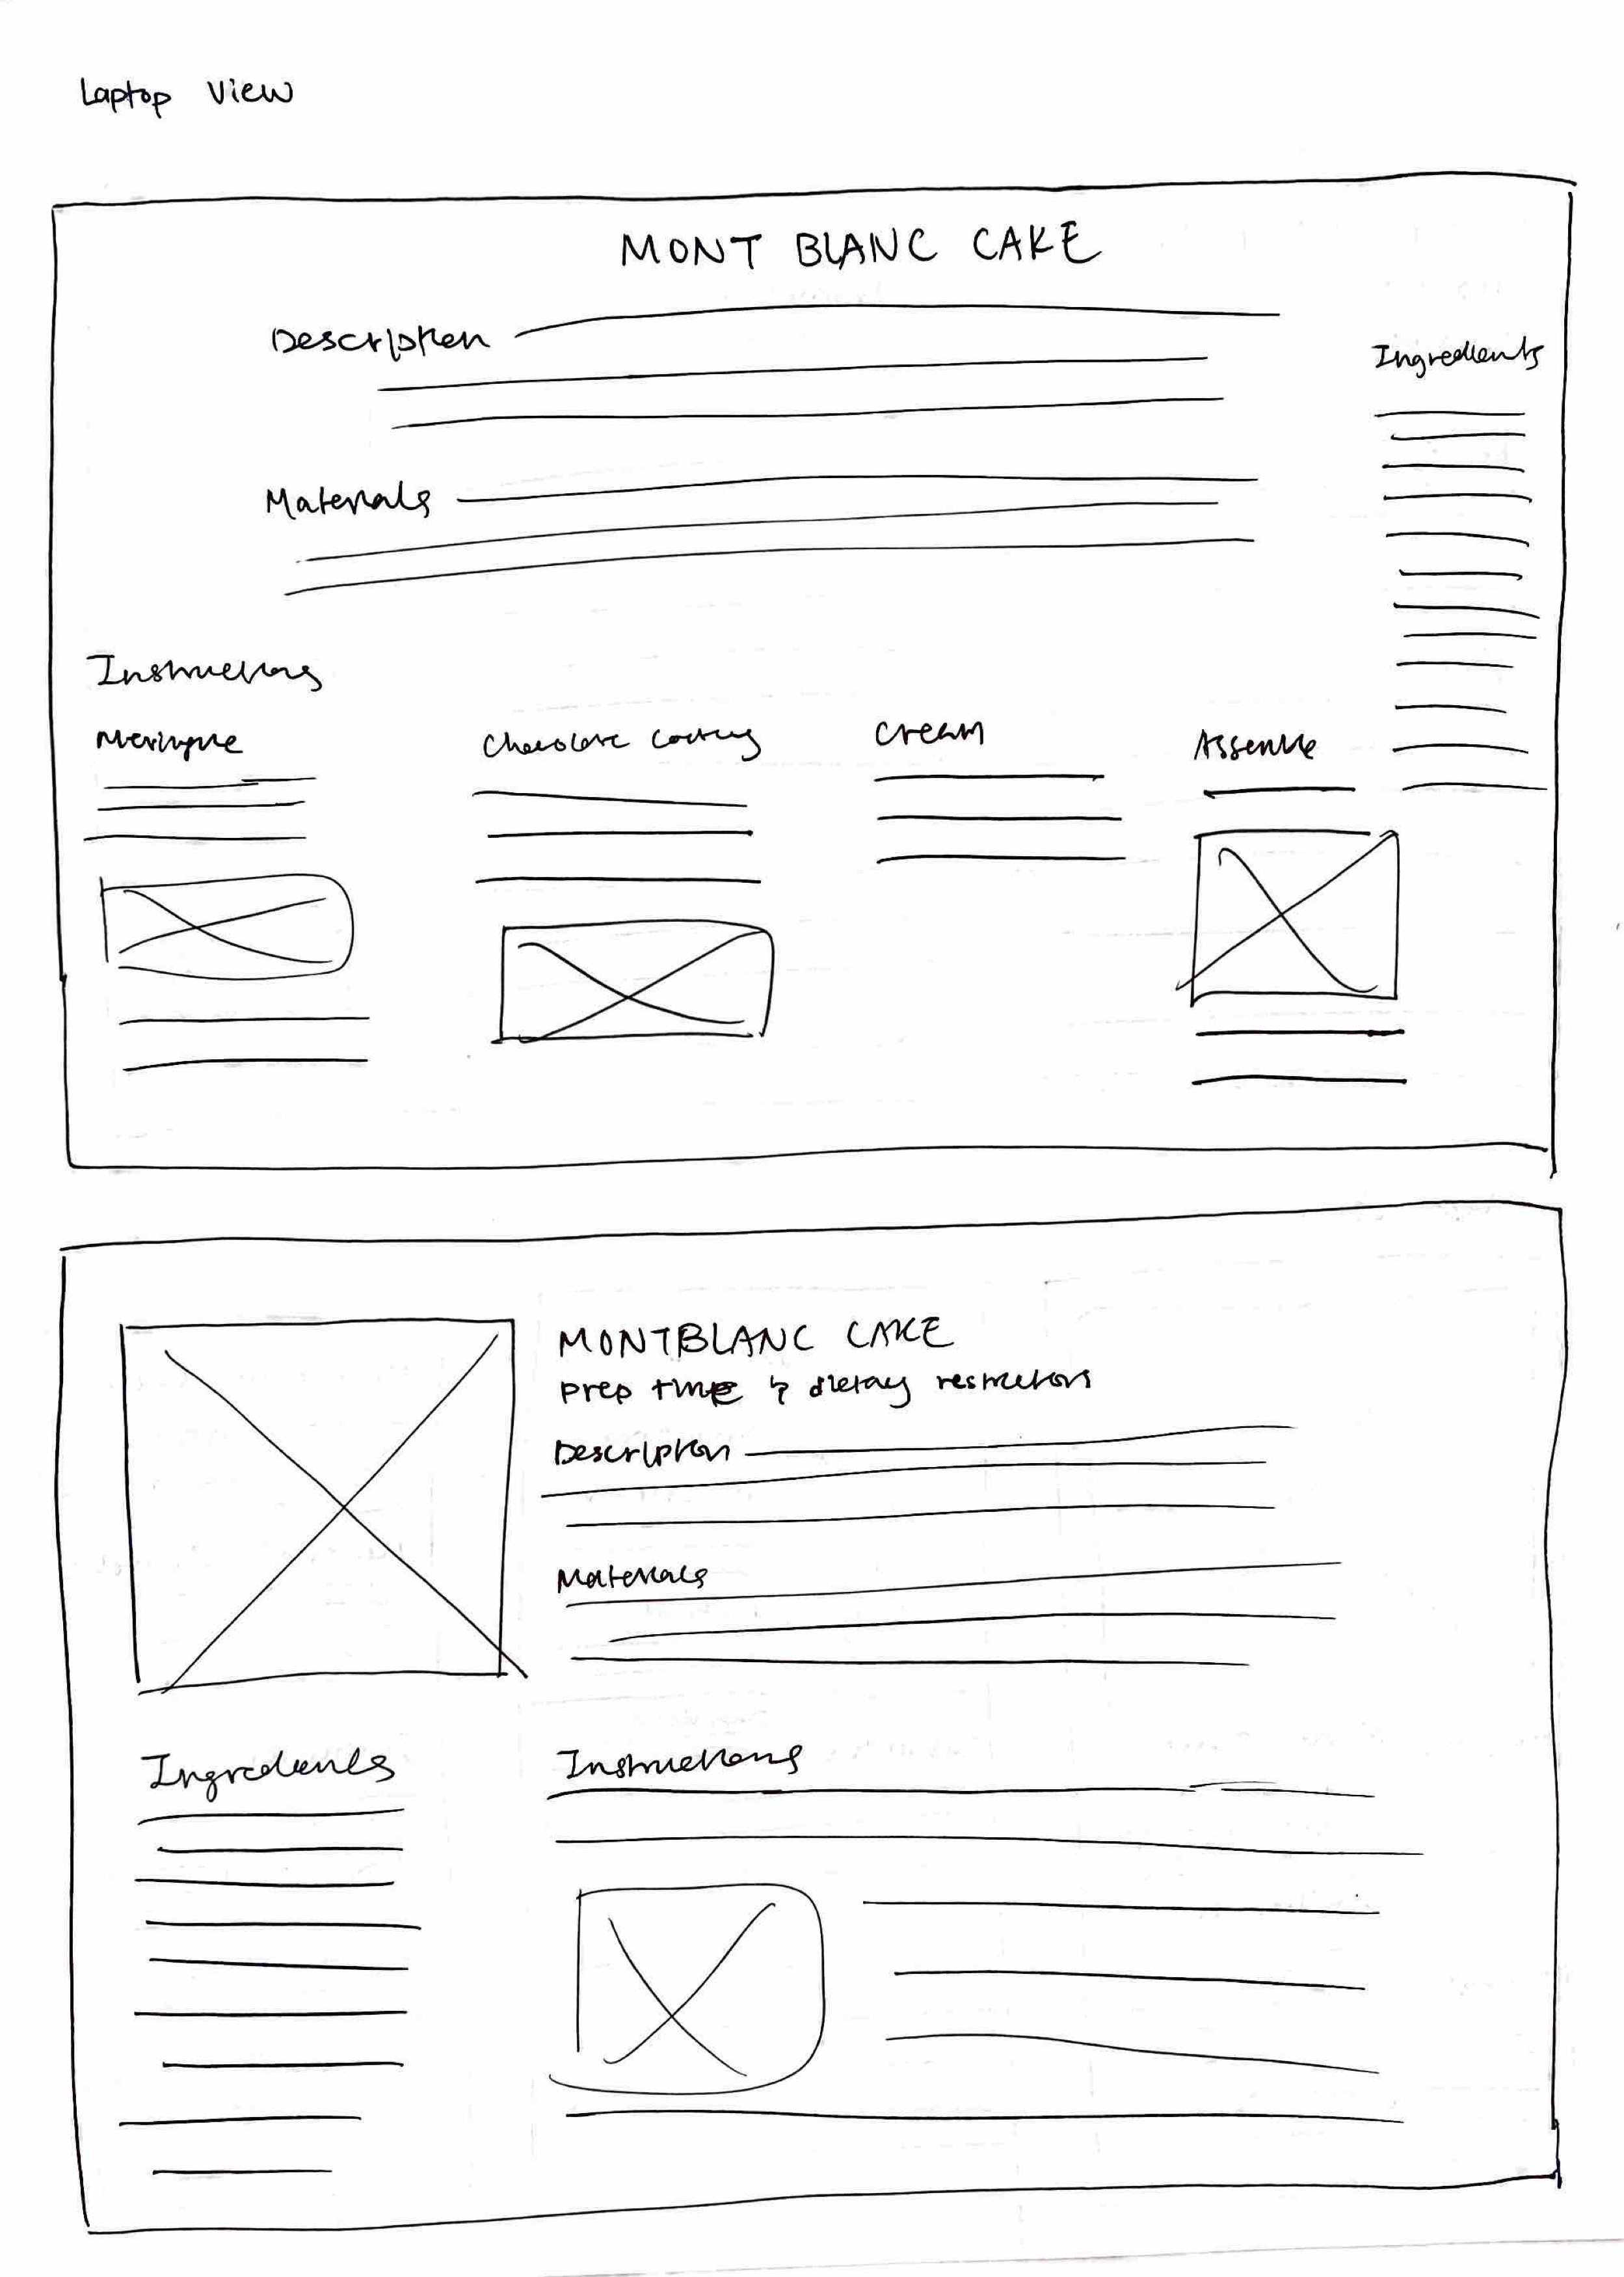 Laptop View
MONT BLANC CAKE
Description
Ingredients
Materials
Instructions
Meringue
Chocolate Coating
Cream
Assemble
MONTBLANC CAKE
prep time & dietary restrictions
Description
Materials
Ingredients
Instructions